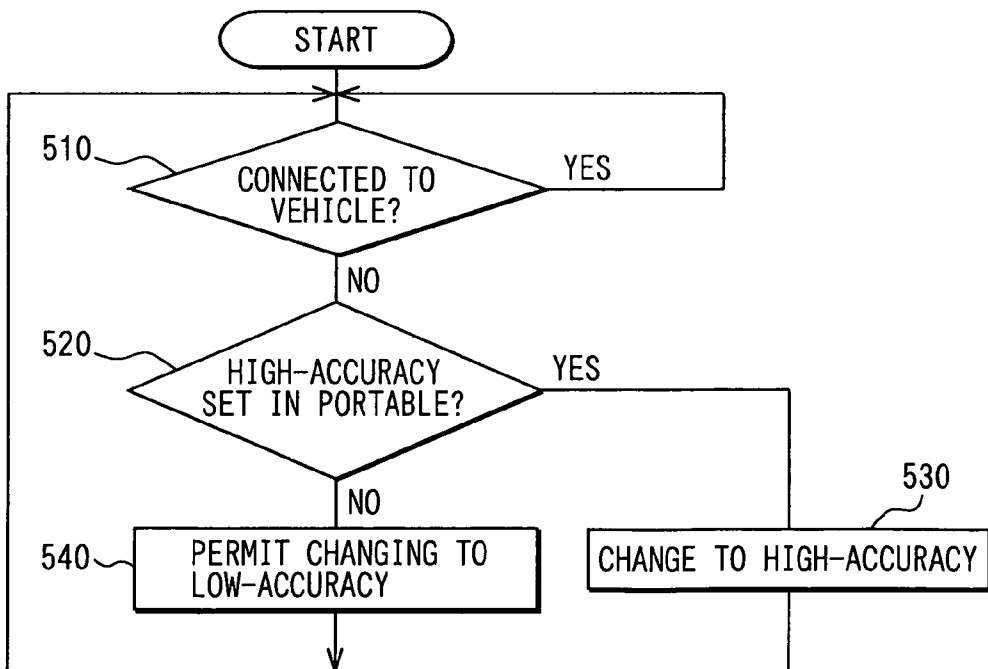 START
510
CONNECTED TO
VEHICLE?
YES
NO
520
HIGH-ACCURACY
SET IN PORTABLE?
YES
NO
530
540
PERMIT CHANGING TO
LOW-ACCURACY
CHANGE TO HIGH-ACCURACY